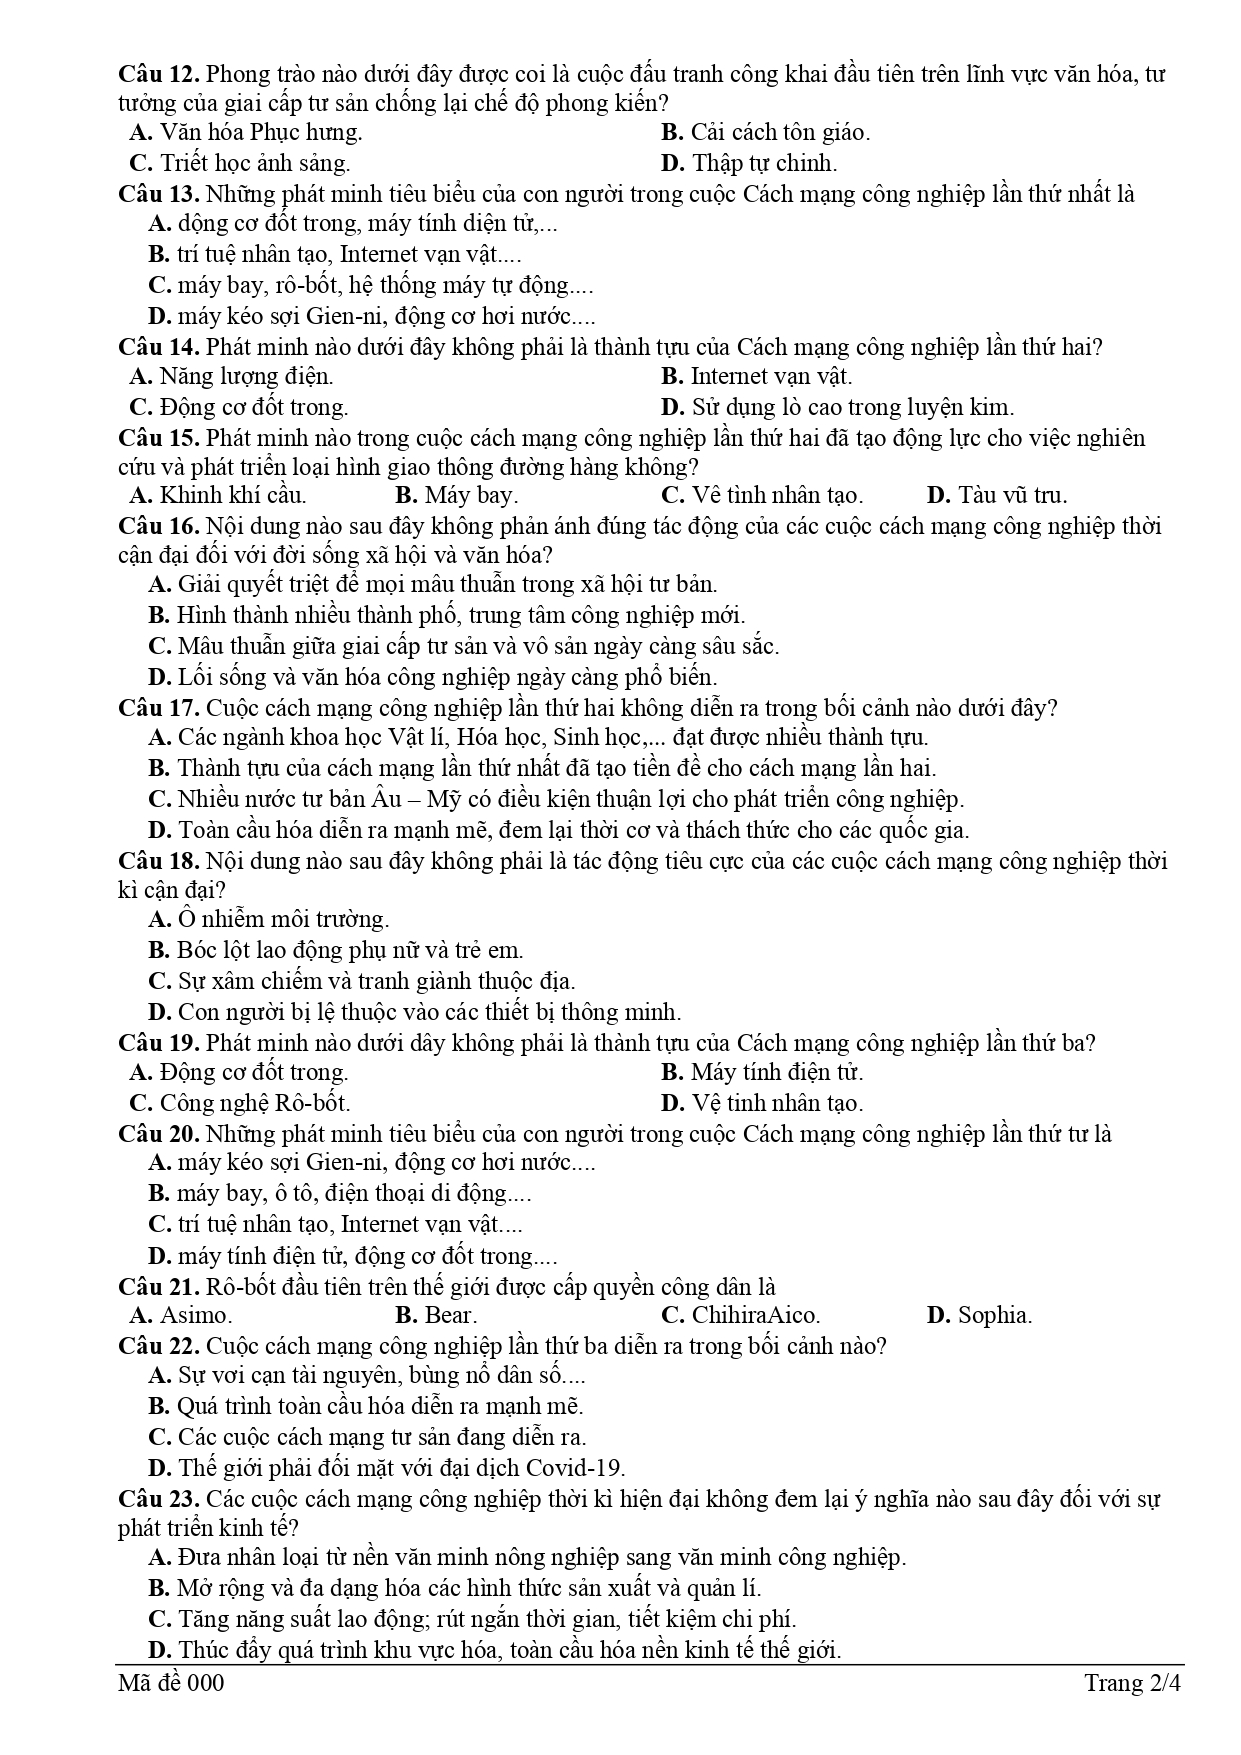 Câu 12. Phong trào nào dưới đây được coi là cuộc đấu tranh công khai đầu tiên trên lĩnh vực văn hóa, tư
tưởng của giai cấp tư sản chống lại chế độ phong kiến?
A. Văn hóa Phục hưng. B. Cải cách tôn giáo.
C. Triết học ảnh sảng. D. Thập tự chinh.
Câu 13. Những phát minh tiêu biểu của con người trong cuộc Cách mạng công nghiệp lần thứ nhất là
A. dộng cơ đốt trong, máy tính diện tử,...
B. trí tuệ nhân tạo, Internet vạn vật....
C. máy bay, rô-bốt, hệ thống máy tự động....
D. máy kéo sợi Gien-ni, động cơ hơi nước....
Câu 14. Phát minh nào dưới đây không phải là thành tựu của Cách mạng công nghiệp lần thứ hai?
A. Năng lượng điện. B. Internet vạn vật.
C. Động cơ đốt trong. D. Sử dụng lò cao trong luyện kim.
Câu 15. Phát minh nào trong cuộc cách mạng công nghiệp lần thứ hai đã tạo động lực cho việc nghiên
cứu và phát triển loại hình giao thông đường hàng không?
A. Khinh khí cầu. B. Máy bay. C. Vê tình nhân tạo. D. Tàu vũ tru.
Câu 16. Nội dung nào sau đây không phản ánh đúng tác động của các cuộc cách mạng công nghiệp thời
cận đại đối với đời sống xã hội và văn hóa?
A. Giải quyết triệt để mọi mâu thuẫn trong xã hội tư bản.
B. Hình thành nhiều thành phố, trung tâm công nghiệp mới.
C. Mâu thuẫn giữa giai cấp tư sản và vô sản ngày càng sâu sắc.
D. Lối sống và văn hóa công nghiệp ngày càng phổ biến.
Câu 17. Cuộc cách mạng công nghiệp lần thứ hai không diễn ra trong bối cảnh nào dưới đây?
A. Các ngành khoa học Vật lí, Hóa học, Sinh học,... đạt được nhiều thành tựu.
B. Thành tựu của cách mạng lần thứ nhất đã tạo tiền đề cho cách mạng lần hai.
C. Nhiều nước tư bản Âu – Mỹ có điều kiện thuận lợi cho phát triển công nghiệp.
D. Toàn cầu hóa diễn ra mạnh mẽ, đem lại thời cơ và thách thức cho các quốc gia.
Câu 18. Nội dung nào sau đây không phải là tác động tiêu cực của các cuộc cách mạng công nghiệp thời
kì cận đại?
A. Ô nhiễm môi trường.
B. Bóc lột lao động phụ nữ và trẻ em.
C. Sự xâm chiếm và tranh giành thuộc địa.
D. Con người bị lệ thuộc vào các thiết bị thông minh.
Câu 19. Phát minh nào dưới dây không phải là thành tựu của Cách mạng công nghiệp lần thứ ba?
A. Động cơ đốt trong. B. Máy tính điện tử.
C. Công nghệ Rô-bốt. D. Vệ tinh nhân tạo.
Câu 20. Những phát minh tiêu biểu của con người trong cuộc Cách mạng công nghiệp lần thứ tư là
A. máy kéo sợi Gien-ni, động cơ hơi nước....
B. máy bay, ô tô, điện thoại di động....
C. trí tuệ nhân tạo, Internet vạn vật....
D. máy tính điện tử, động cơ đốt trong....
Câu 21. Rô-bốt đầu tiên trên thế giới được cấp quyền công dân là
A. Asimo. B. Bear. C. ChihiraAico. D. Sophia.
Câu 22. Cuộc cách mạng công nghiệp lần thứ ba diễn ra trong bối cảnh nào?
A. Sự vơi cạn tài nguyên, bùng nổ dân số....
B. Quá trình toàn cầu hóa diễn ra mạnh mẽ.
C. Các cuộc cách mạng tư sản đang diễn ra.
D. Thế giới phải đối mặt với đại dịch Covid-19.
Câu 23. Các cuộc cách mạng công nghiệp thời kì hiện đại không đem lại ý nghĩa nào sau đây đối với sự
phát triển kinh tế?
A. Đưa nhân loại từ nền văn minh nông nghiệp sang văn minh công nghiệp.
B. Mở rộng và đa dạng hóa các hình thức sản xuất và quản lí.
C. Tăng năng suất lao động; rút ngắn thời gian, tiết kiệm chi phí.
D. Thúc đẩy quá trình khu vực hóa, toàn cầu hóa nền kinh tế thế giới.
Mã đề 000 Trang 2/4